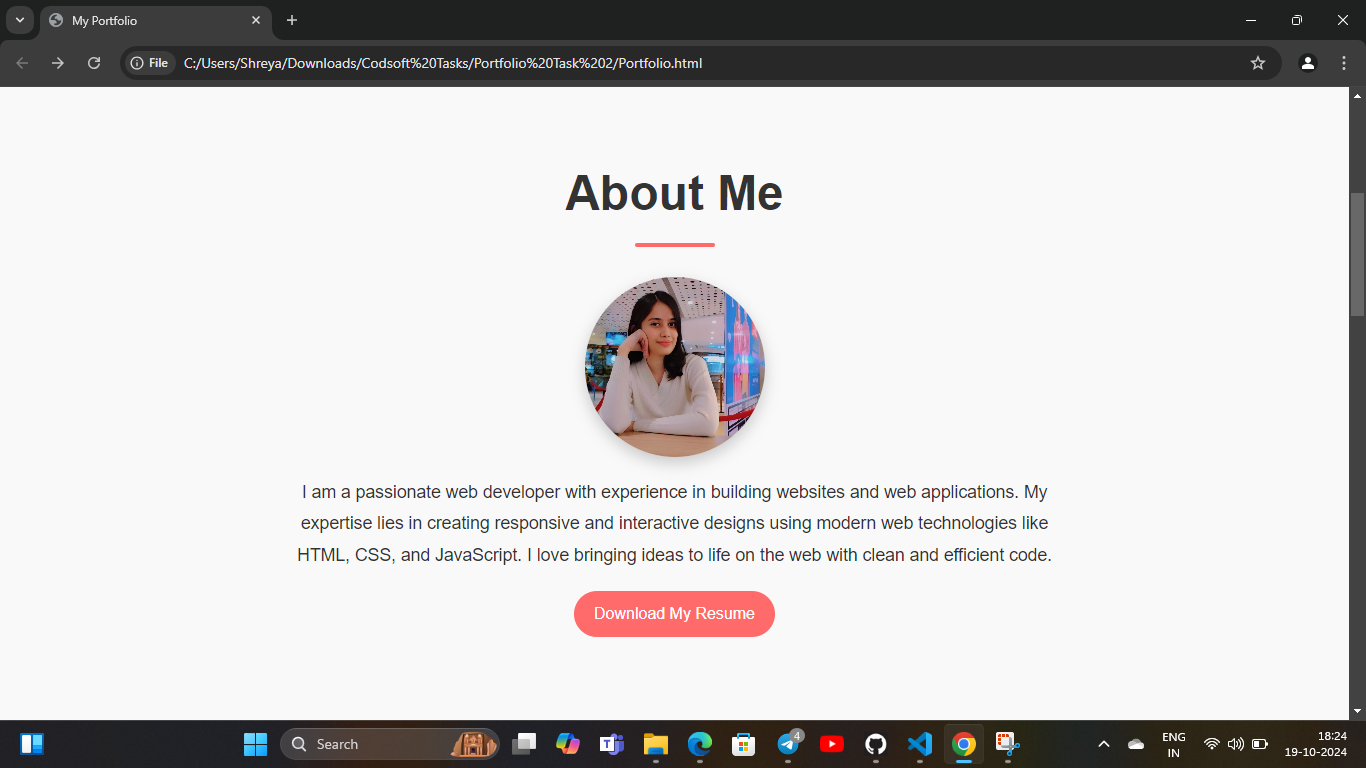 My Portfolio
File
C:/Users/Shreya/Downloads/Codsoft%20Tasks/Portfolio%20Task%202/Portfolio.html
About Me
I am a passionate web developer with experience in building websites and web applications. My
expertise lies in creating responsive and interactive designs using modern web technologies like
HTML, CSS, and JavaScript. I love bringing ideas to life on the web with clean and efficient code.
Download My Resume
Search
4
ENG
IN
18:24
19-10-2024